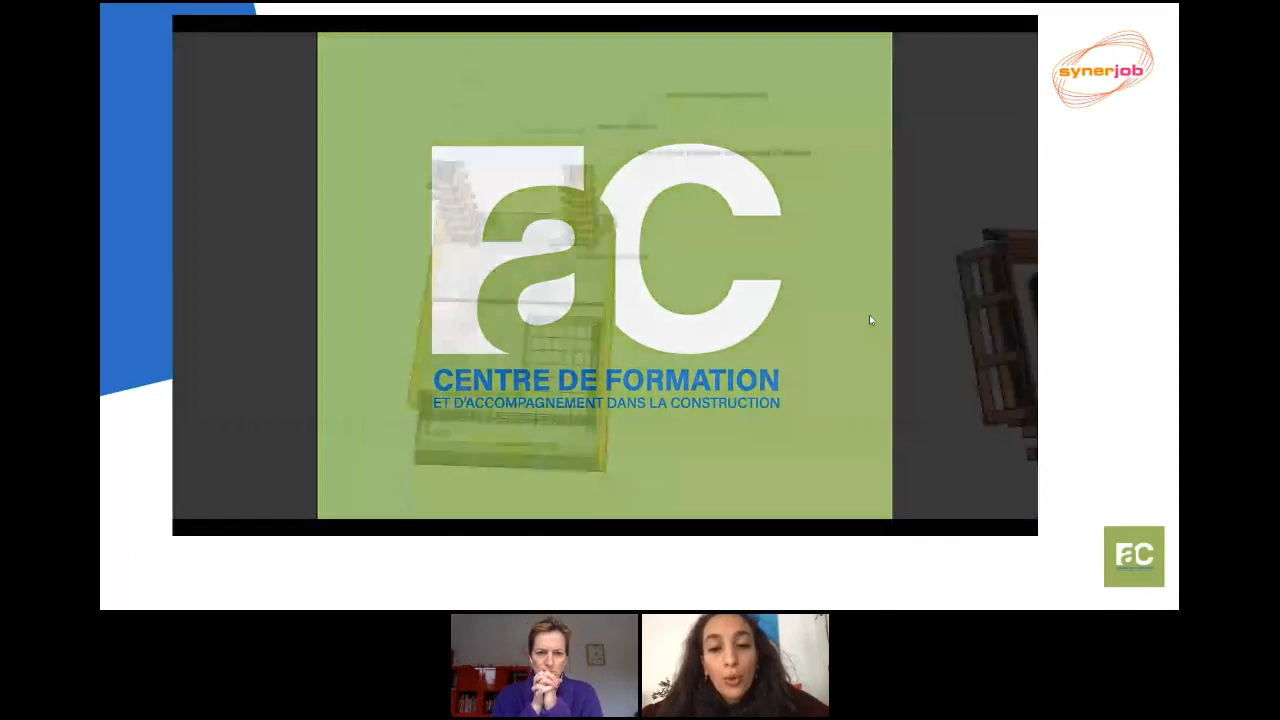 synerjob
aC
CENTRE DE FORMATION
ET D'ACCOMPAGNEMENT DANS LA CONSTRUCTION
aC